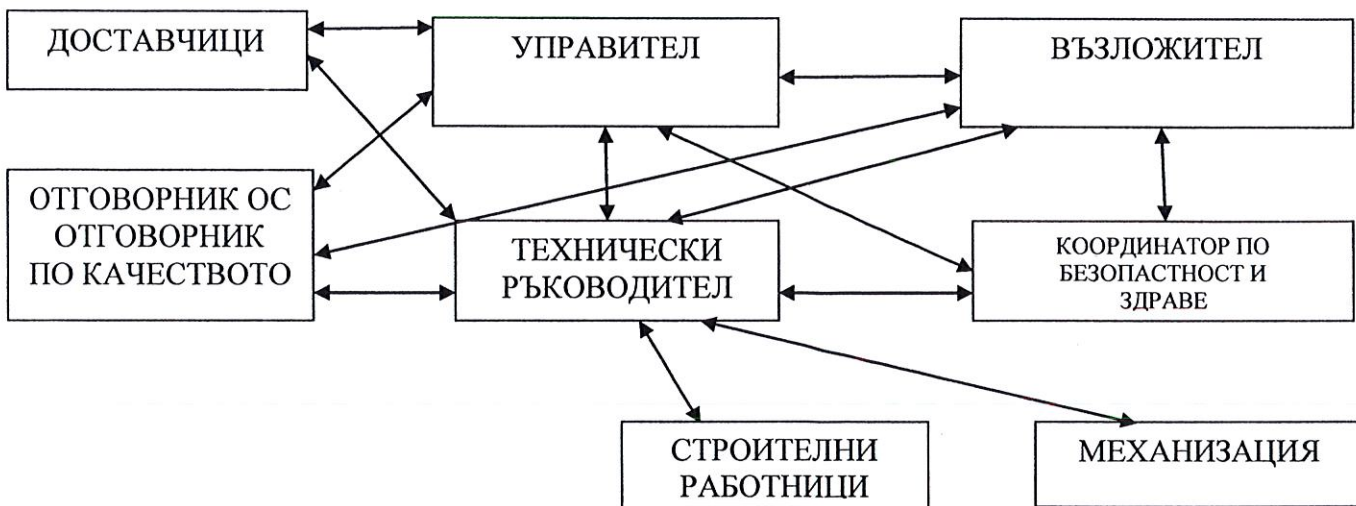 ДОСТАВЧИЦИ
УПРАВИТЕЛ
ВЪЗЛОЖИТЕЛ
ОТГОВОРНИК ОС
ОТГОВОРНИК
ПО КАЧЕСТВОТО
ТЕХНИЧЕСКИ
РЪКОВОДИТЕЛ
КООРДИНАТОР ПО
БЕЗОПАСТНОСТ И
ЗДРАВЕ
СТРОИТЕЛНИ
РАБОТНИЦИ
МЕХАНИЗАЦИЯ